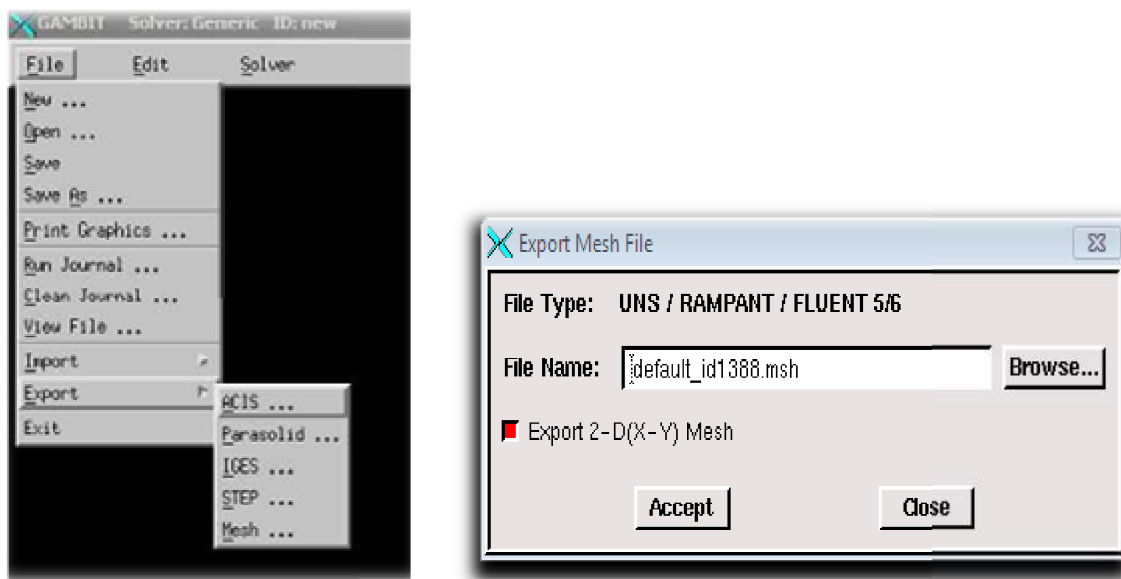 GAMBIT Solver: Generic ID: new
File Edit Solver
New ...
Open ...
Save
Save As ...
Print Graphics ...
Run Journal ...
Clean Journal ...
View File ...
Import
Export
Exit
ACIS ...
Parasolid ...
IGES ...
STEP ...
Mesh ...
Export Mesh File
File Type: UNS / RAMPANT / FLUENT 5/6
File Name: default_id1388.msh Browse...
Export 2-D(X-Y) Mesh
Accept Close